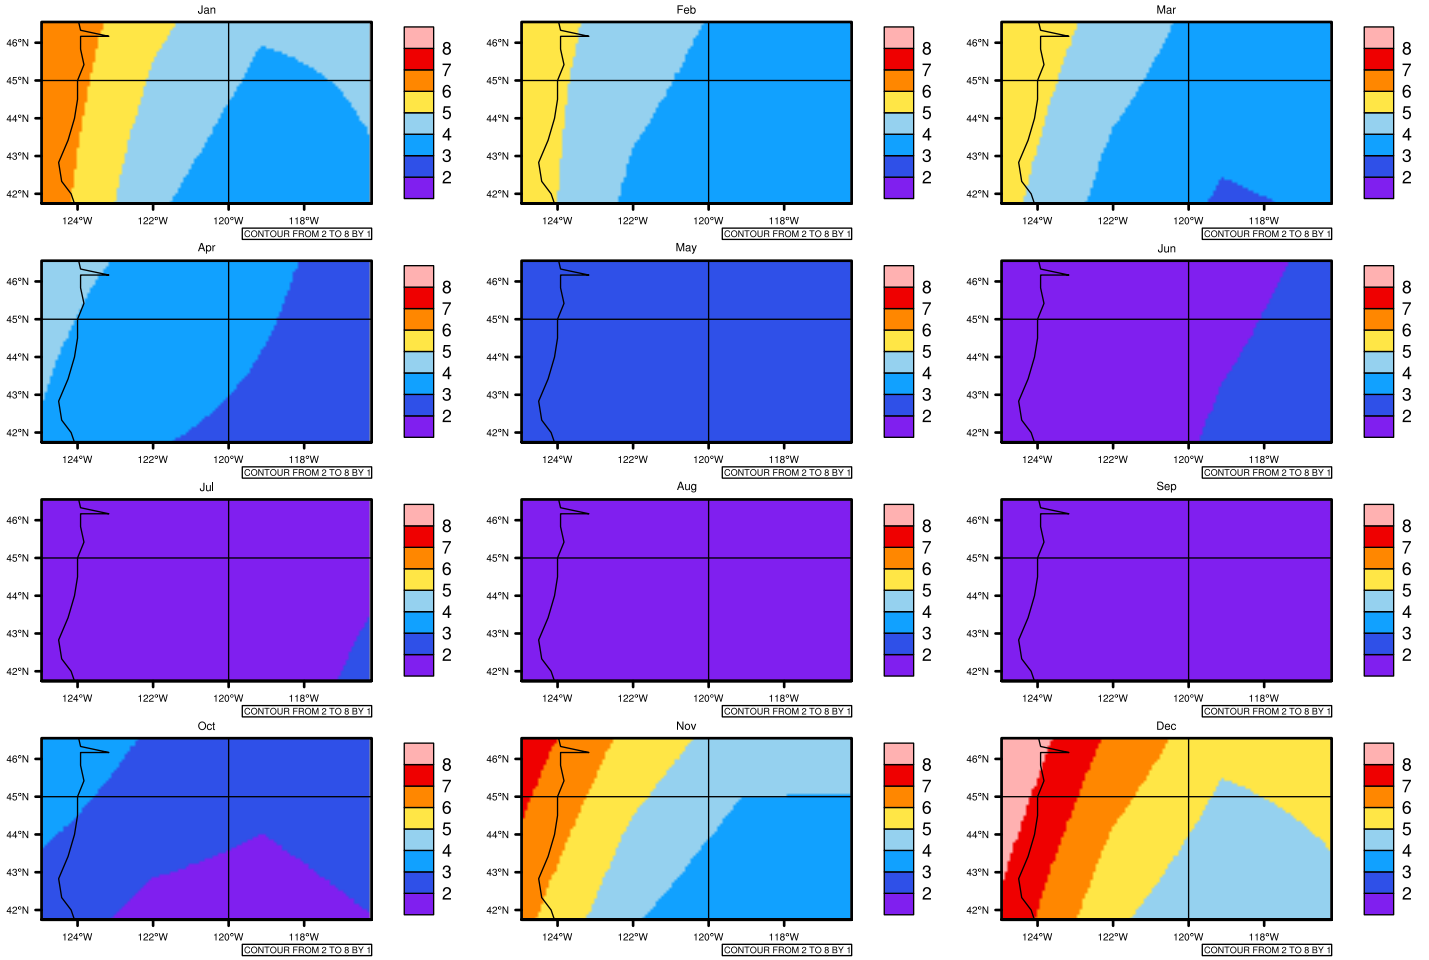 Jan Feb Mar
46°N 8 46°N 8 46°N 8
7 7 7
45°N 6 45°N 6 45°N 6
5 5 5
44°N 4 44°N 4 44°N 4
43°N 3 43°N 3 43°N 3
2 2 2
42°N 42°N 42°N
124°W 122°W 120°W 118°W 124°W 122°W 120°W 118°W 124°W 122°W 120°W 118°W
CONTOUR FROM 2 TO 8 BY 1 CONTOUR FROM 2 TO 8 BY 1 CONTOUR FROM 2 TO 8 BY 1
Apr May Jun
46°N 8 46°N 8 46°N 8
7 7 7
45°N 6 45°N 6 45°N 6
5 5 5
44°N 4 44°N 4 44°N 4
43°N 3 43°N 3 43°N 3
2 2 2
42°N 42°N 42°N
124°W 122°W 120°W 118°W 124°W 122°W 120°W 118°W 124°W 122°W 120°W 118°W
CONTOUR FROM 2 TO 8 BY 1 CONTOUR FROM 2 TO 8 BY 1 CONTOUR FROM 2 TO 8 BY 1
Jul Aug Sep
46°N 8 46°N 8 46°N 8
7 7 7
45°N 6 45°N 6 45°N 6
5 5 5
44°N 4 44°N 4 44°N 4
43°N 3 43°N 3 43°N 3
2 2 2
42°N 42°N 42°N
124°W 122°W 120°W 118°W 124°W 122°W 120°W 118°W 124°W 122°W 120°W 118°W
CONTOUR FROM 2 TO 8 BY 1 CONTOUR FROM 2 TO 8 BY 1 CONTOUR FROM 2 TO 8 BY 1
Oct Nov Dec
46°N 8 46°N 8 46°N 8
7 7 7
45°N 6 45°N 6 45°N 6
5 5 5
44°N 4 44°N 4 44°N 4
43°N 3 43°N 3 43°N 3
2 2 2
42°N 42°N 42°N
124°W 122°W 120°W 118°W 124°W 122°W 120°W 118°W 124°W 122°W 120°W 118°W
CONTOUR FROM 2 TO 8 BY 1 CONTOUR FROM 2 TO 8 BY 1 CONTOUR FROM 2 TO 8 BY 1